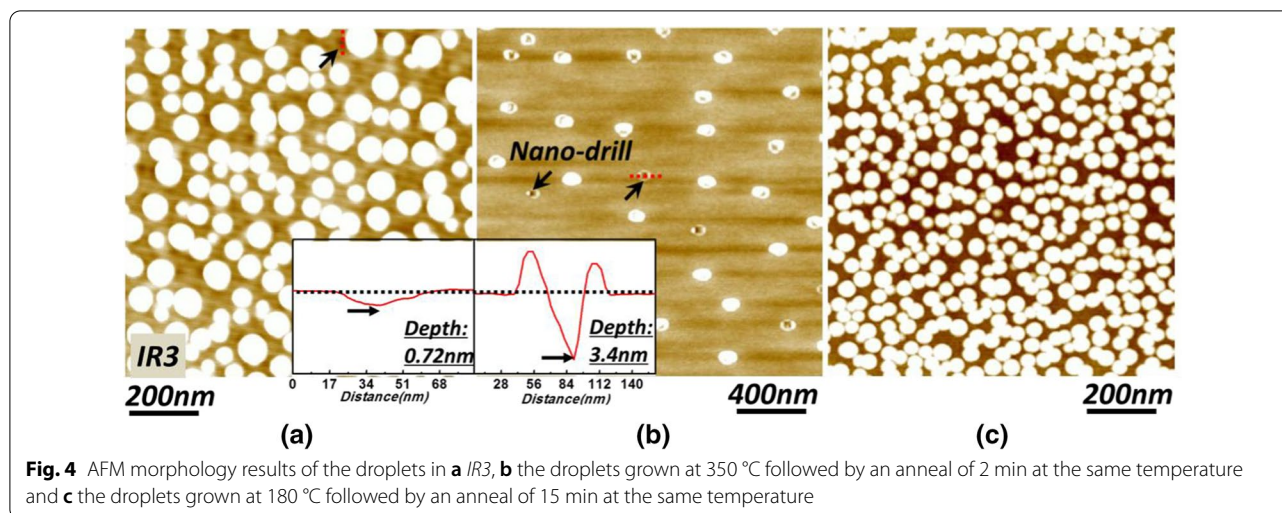 Nano-drill
IR3
Depth:
0.72nm
0 17 34 51 68
Distance(nm)
Depth:
3.4nm
28 56 84 112 140
Distance(nm)
200nm
400nm
200nm
(a)
(b)
(c)
Fig. 4 AFM morphology results of the droplets in a IR3, b the droplets grown at 350 °C followed by an anneal of 2 min at the same temperature
and c the droplets grown at 180 °C followed by an anneal of 15 min at the same temperature